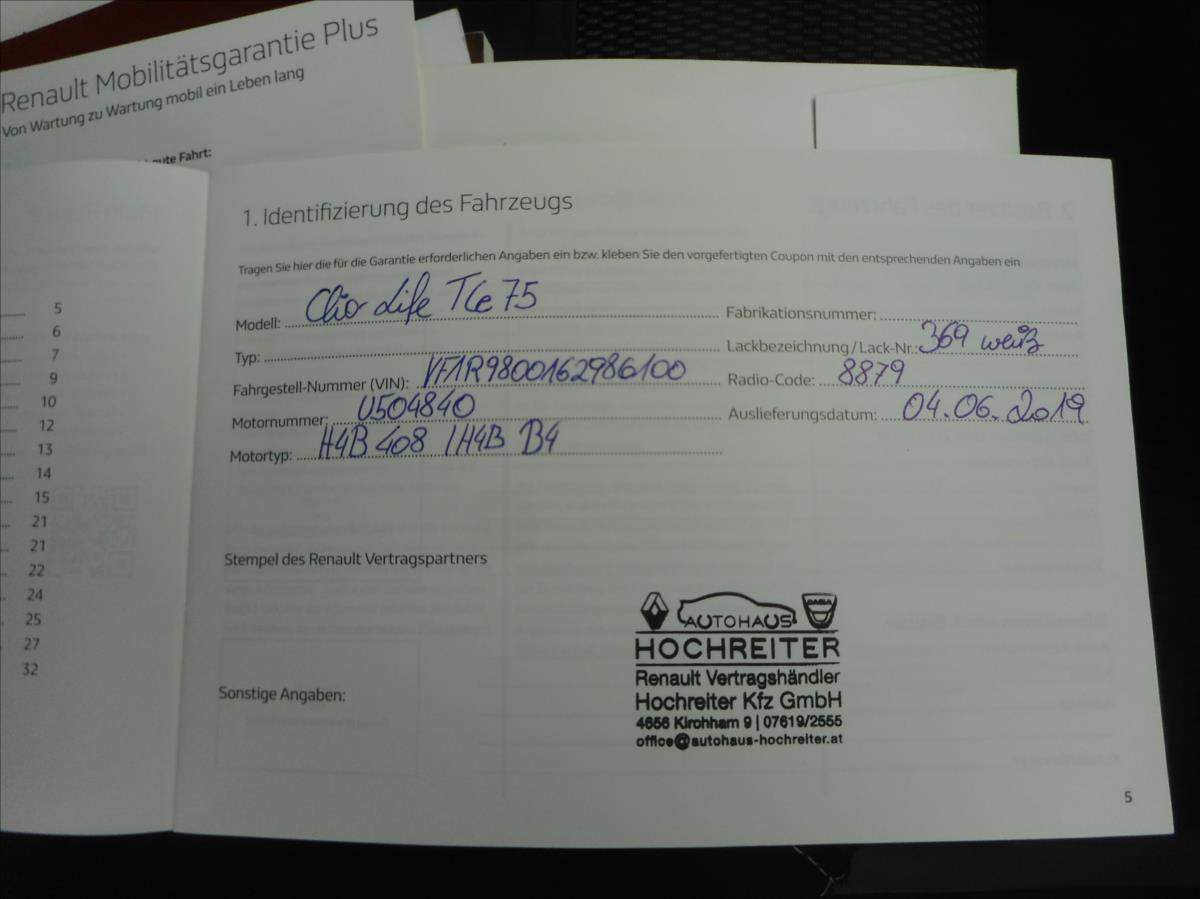 Renault Mobilitätsgarantie Plus
Von Wartung zu Wartung mobil ein Leben lang
gute Fahrt:
5
6
7
9
10
12
13
14
15
21
21
22
24
25
27
32
1. Identifizierung des Fahrzeugs
Tragen Sie hier die für die Garantie erforderlichen Angaben ein bzw. kleben Sie den vorgefertigten Coupon mit den entsprechenden Angaben ein
Modell: Clio Life TCe 75
Typ:
Fahrgestell-Nummer (VIN): VF1R9800162986100
Motornummer: U504840
Motortyp: H4B 408 / H4B B4
Fabrikationsnummer:
Lackbezeichnung / Lack-Nr.: 369 weiß
Radio-Code: 8879
Auslieferungsdatum: 04.06.2019
Stempel des Renault Vertragspartners
Sonstige Angaben:
AUTOHAUS
DACIA
HOCHREITER
Renault Vertragshändler
Hochreiter Kfz GmbH
4656 Kirchham 9 | 07619/2555
office@autohaus-hochreiter.at
5